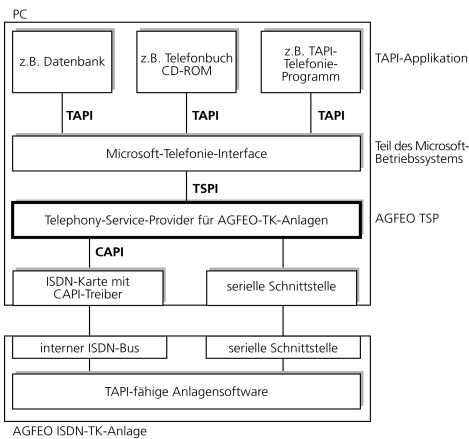 PC
z.B. Datenbank
z.B. Telefonbuch
CD-ROM
z.B. TAPI-
Telefonie-
Programm
TAPI-Applikation
TAPI
TAPI
TAPI
Microsoft-Telefonie-Interface
Teil des Microsoft-
Betriebssystems
TSPI
Telephony-Service-Provider für AGFEO-TK-Anlagen
AGFEO TSP
CAPI
ISDN-Karte mit
CAPI-Treiber
serielle Schnittstelle
interner ISDN-Bus
serielle Schnittstelle
TAPI-fähige Anlagensoftware
AGFEO ISDN-TK-Anlage